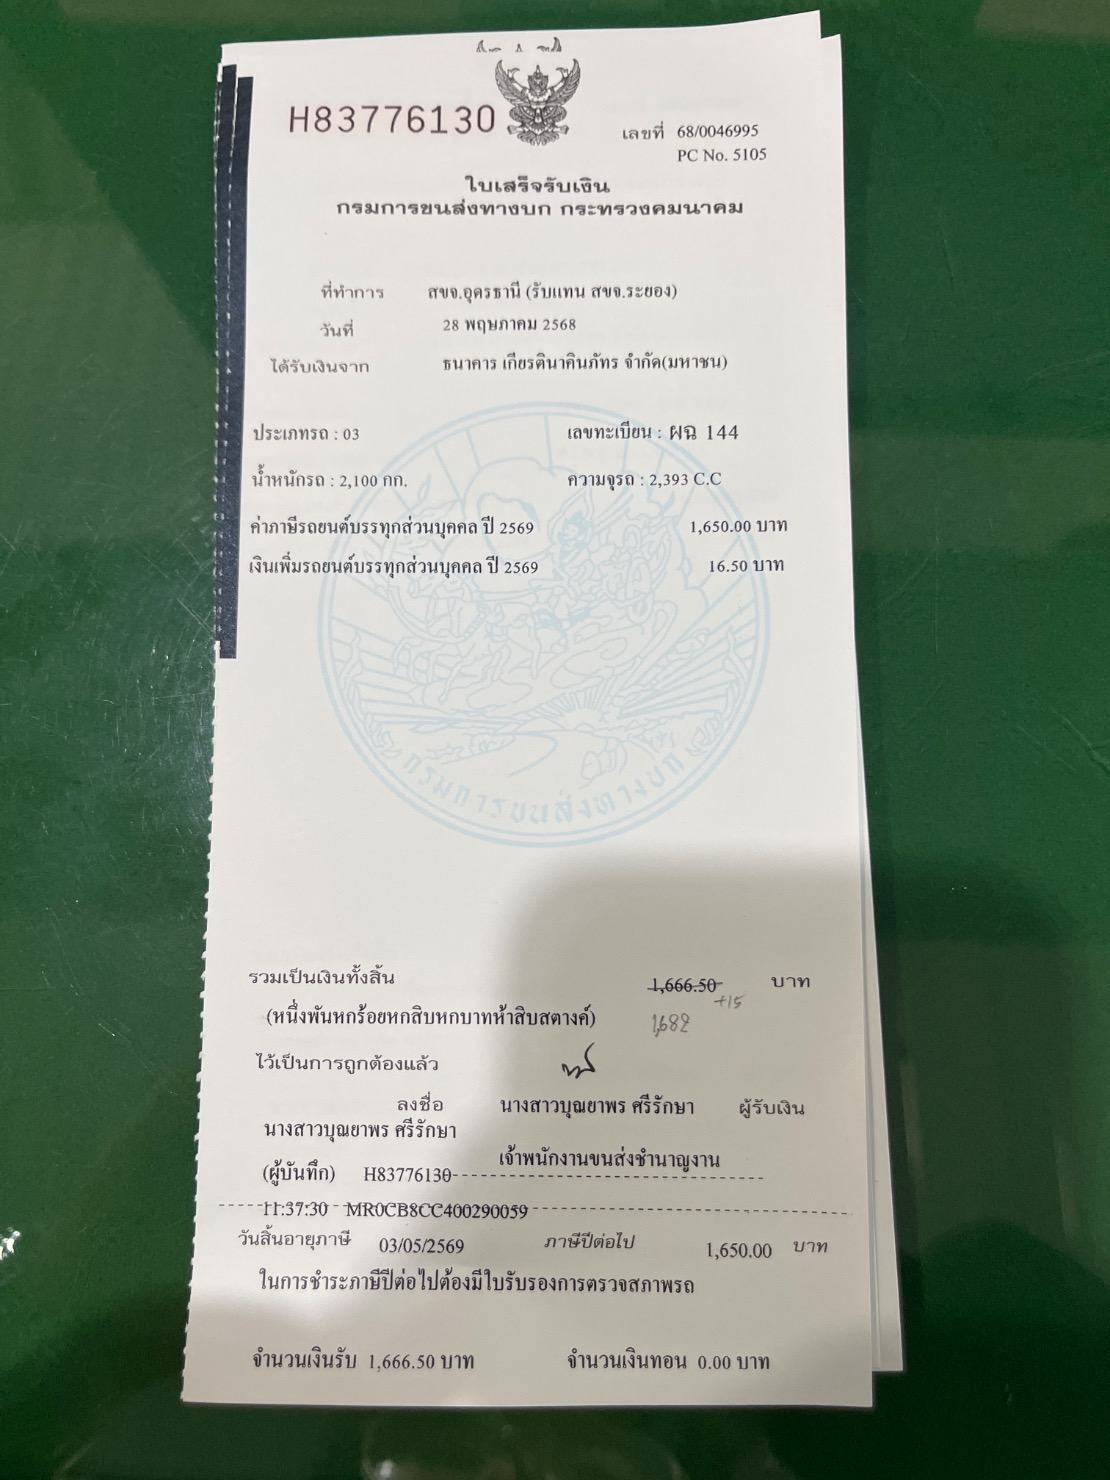 H83776130
เลขที่ 68/0046995
PC No. 5105
ใบเสร็จรับเงิน
กรมการขนส่งทางบก กระทรวงคมนาคม
ที่ทำการ สขจ.อุดรธานี (รับแทน สขจ.ระยอง)
วันที่ 28 พฤษภาคม 2568
ได้รับเงินจาก ธนาคาร เกียรตินาคินภัทร จำกัด(มหาชน)
ประเภทรถ : 03 เลขทะเบียน : ผฉ 144
น้ำหนักรถ : 2,100 กก. ความจุรถ : 2,393 C.C
ค่าภาษีรถยนต์บรรทุกส่วนบุคคล ปี 2569 1,650.00 บาท
เงินเพิ่มรถยนต์บรรทุกส่วนบุคคล ปี 2569 16.50 บาท
กรมการขนส่งทางบก
รวมเป็นเงินทั้งสิ้น 1,666.50 บาท
+15
(หนึ่งพันหกร้อยหกสิบหกบาทห้าสิบสตางค์) 1,682
ไว้เป็นการถูกต้องแล้ว
ลงชื่อ นางสาวบุณยาพร ศรีรักษา ผู้รับเงิน
นางสาวบุณยาพร ศรีรักษา
เจ้าพนักงานขนส่งชำนาญงาน
(ผู้บันทึก) H83776130
11:37:30 MR0CB8CC400290059
วันสิ้นอายุภาษี 03/05/2569 ภาษีปีต่อไป 1,650.00 บาท
ในการชำระภาษีปีต่อไปต้องมีใบรับรองการตรวจสภาพรถ
จำนวนเงินรับ 1,666.50 บาท จำนวนเงินทอน 0.00 บาท